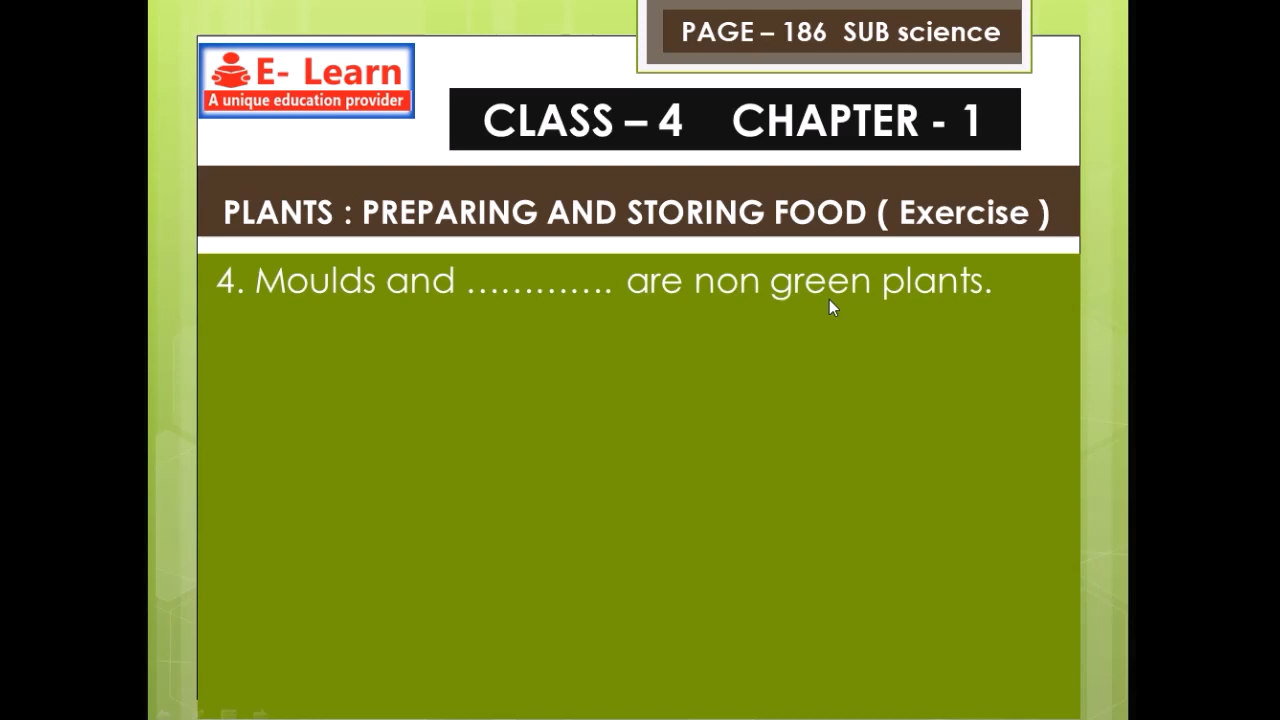 PAGE – 186 SUB science
E- Learn
A unique education provider
CLASS – 4 CHAPTER - 1
PLANTS : PREPARING AND STORING FOOD ( Exercise )
4. Moulds and ............. are non green plants.